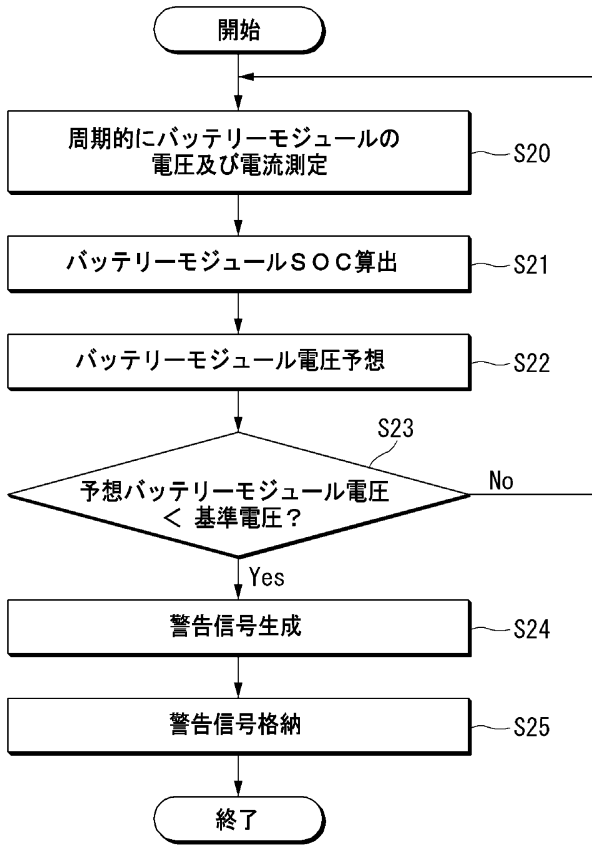 開始
周期的にバッテリーモジュールの
電圧及び電流測定
S20
バッテリーモジュールＳＯＣ算出
S21
バッテリーモジュール電圧予想
S22
S23
予想バッテリーモジュール電圧
＜ 基準電圧？
No
Yes
警告信号生成
S24
警告信号格納
S25
終了